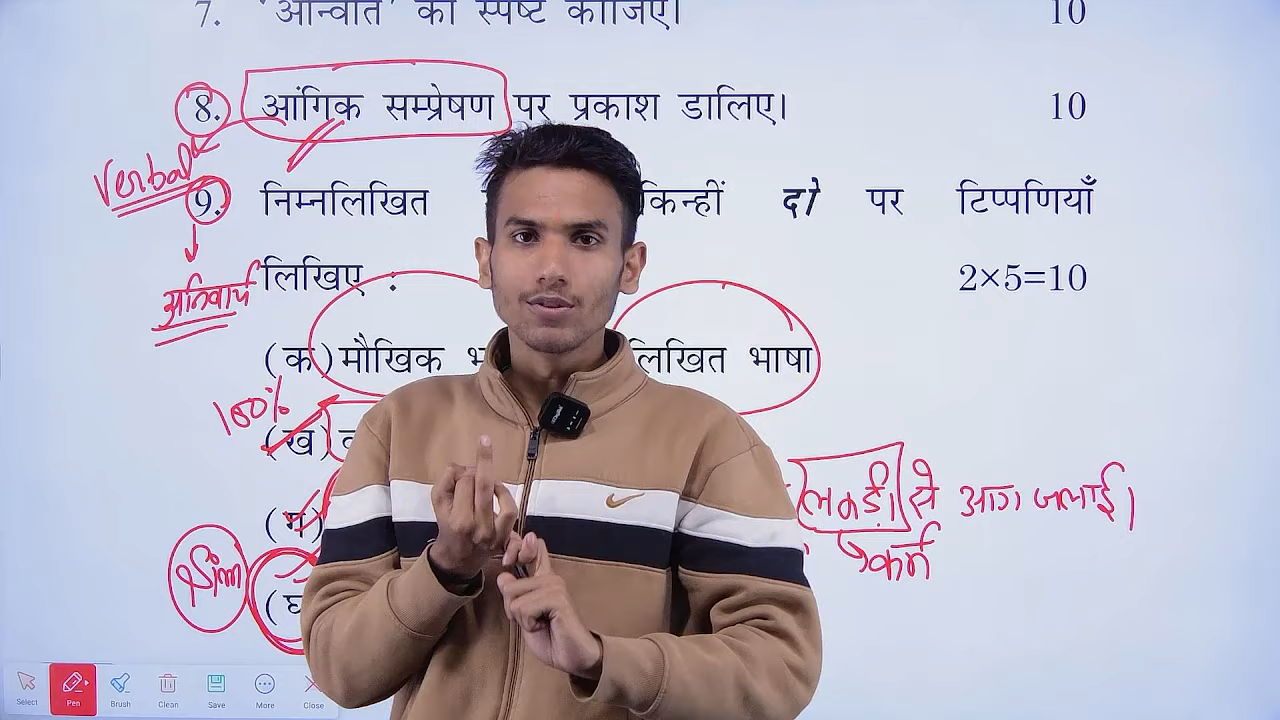 7. 'अन्विति' को स्पष्ट कीजिए। 10
8. आंगिक सम्प्रेषण पर प्रकाश डालिए। 10
Verbal
9. निम्नलिखित किन्हीं दो पर टिप्पणियाँ
अनिवार्य
लिखिए : 2×5=10
(क) मौखिक लिखित भाषा
100%
(ख)
लकड़ी से आग जलाई।
(ग)
कर्म
(घ
Select Pen Brush Clean Save More Close